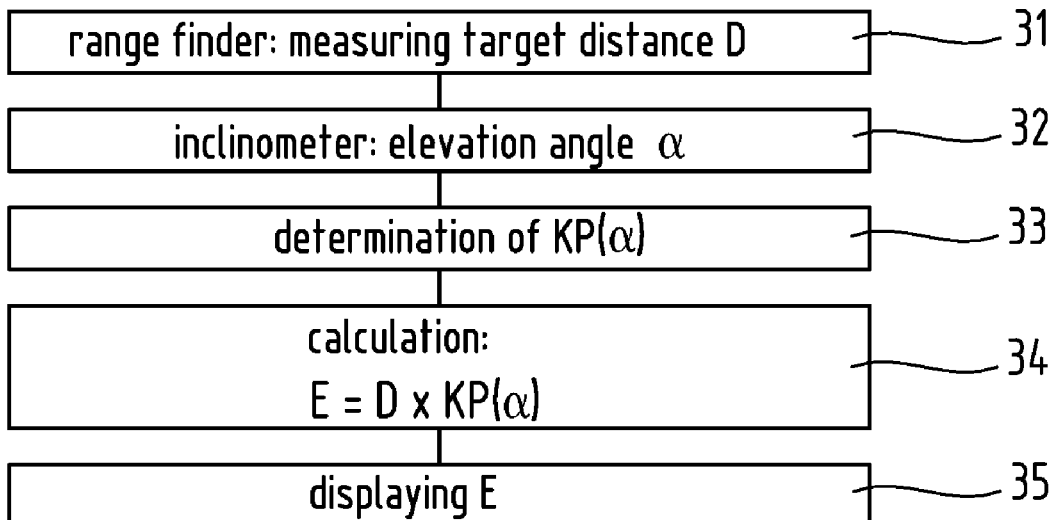 range finder: measuring target distance D 31
inclinometer: elevation angle α 32
determination of KP(α) 33
calculation:
E = D x KP(α) 34
displaying E 35